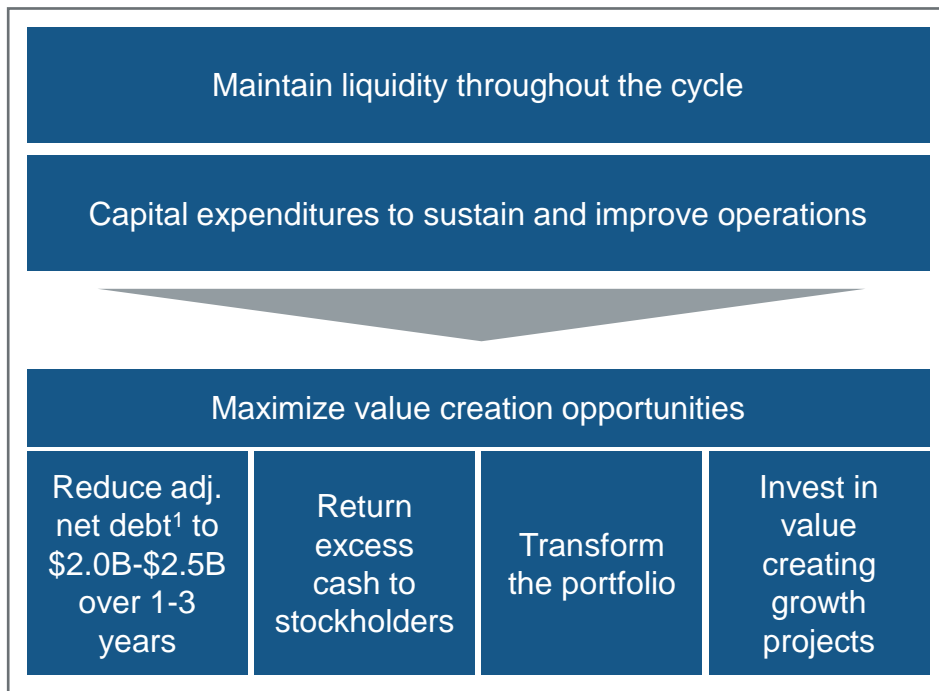 Maintain liquidity throughout the cycle
Capital expenditures to sustain and improve operations
Maximize value creation opportunities
Reduce adj.
net debt¹ to
$2.0B-$2.5B
over 1-3
years
Return
excess
cash to
stockholders
Transform
the portfolio
Invest in
value
creating
growth
projects